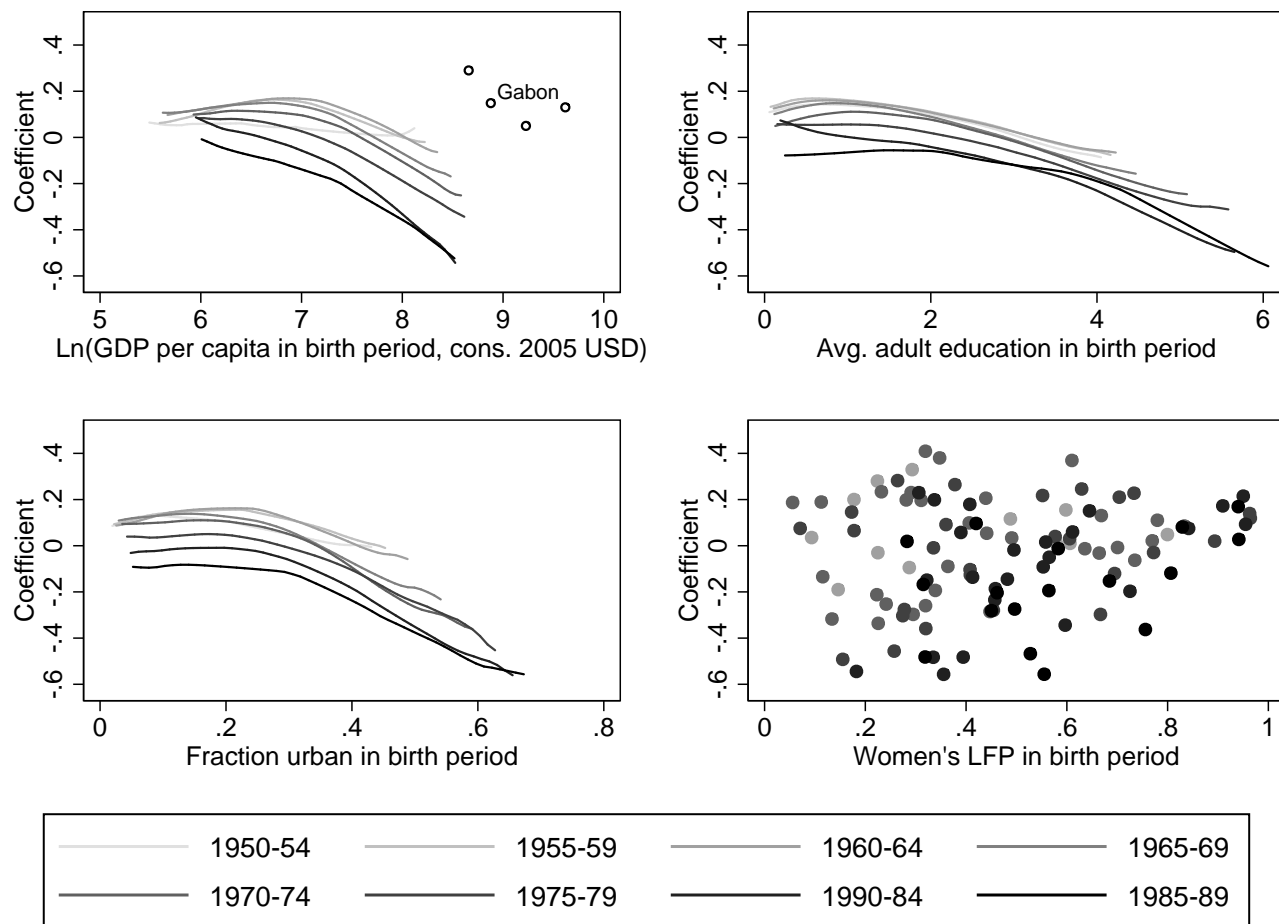 .4
.2
0
-.2
-.4
-.6
Coefficient
Gabon
5 6 7 8 9 10
Ln(GDP per capita in birth period, cons. 2005 USD)
.4
.2
0
-.2
-.4
-.6
Coefficient
0 2 4 6
Avg. adult education in birth period
.4
.2
0
-.2
-.4
-.6
Coefficient
0 .2 .4 .6 .8
Fraction urban in birth period
.4
.2
0
-.2
-.4
-.6
Coefficient
0 .2 .4 .6 .8 1
Women's LFP in birth period
1950-54 1955-59 1960-64 1965-69
1970-74 1975-79 1990-84 1985-89